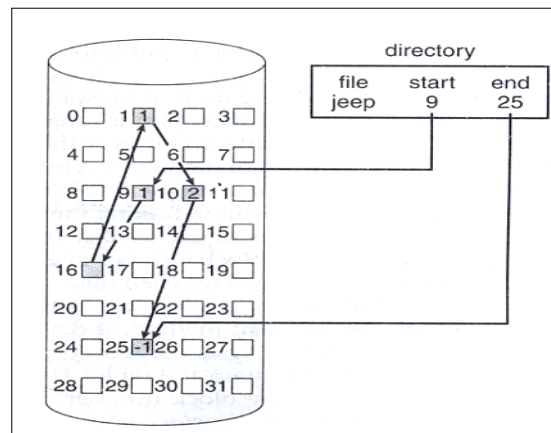 directory
file start end
jeep 9 25
0 1 1 2 3
4 5 6 7
8 9 1 10 2 11
12 13 14 15
16 17 18 19
20 21 22 23
24 25 -1 26 27
28 29 30 31